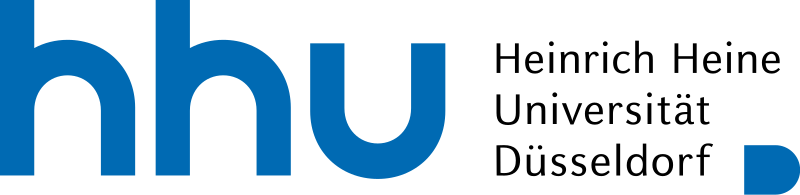 hhu
Heinrich Heine
Universität
Düsseldorf